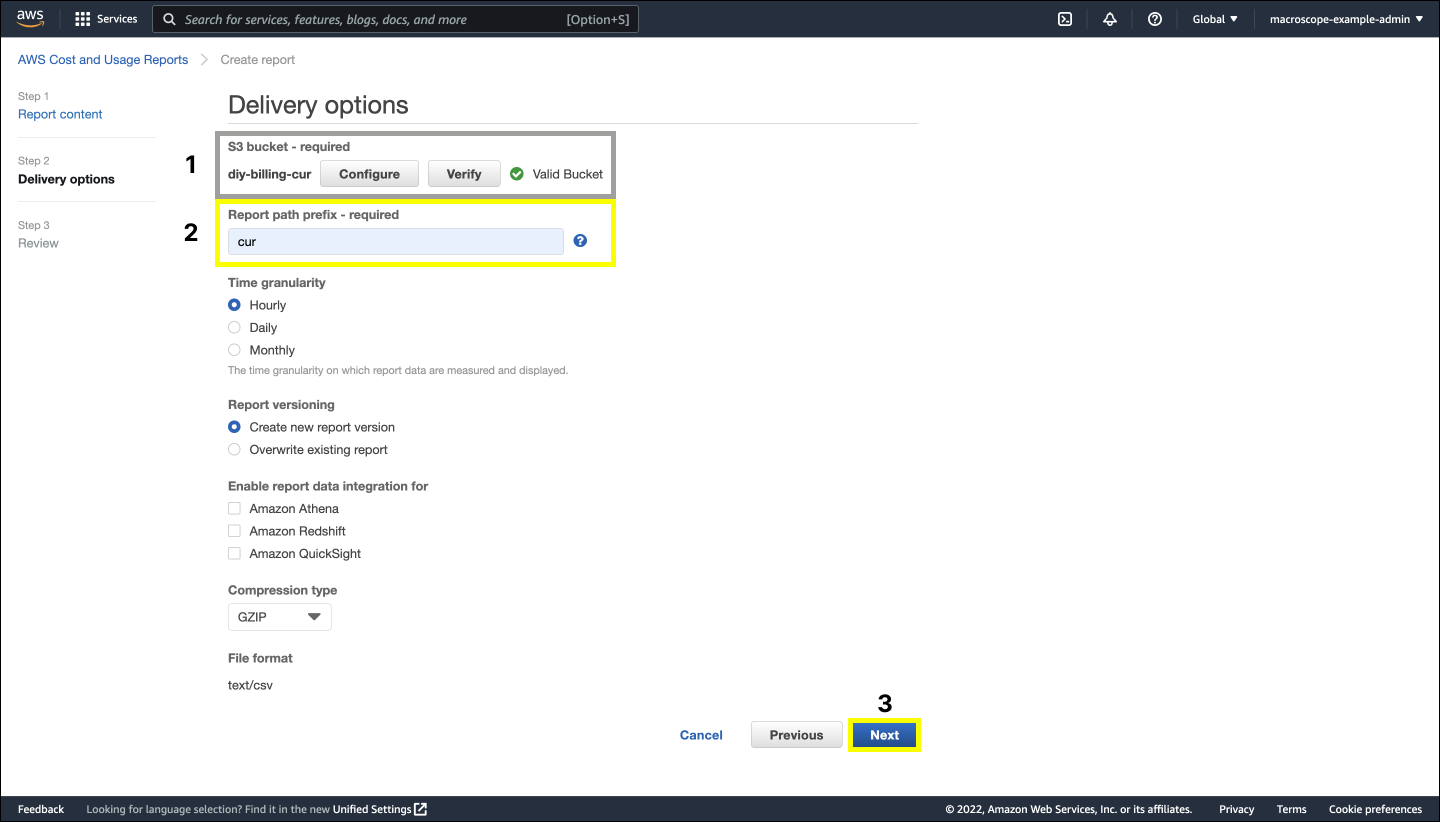 aws Services Search for services, features, blogs, docs, and more [Option+S] Global macroscope-example-admin
AWS Cost and Usage Reports Create report
Step 1
Report content
Step 2
Delivery options
Step 3
Review
Delivery options
1
S3 bucket - required
diy-billing-cur Configure Verify Valid Bucket
2
Report path prefix - required
cur ?
Time granularity
Hourly
Daily
Monthly
The time granularity on which report data are measured and displayed.
Report versioning
Create new report version
Overwrite existing report
Enable report data integration for
Amazon Athena
Amazon Redshift
Amazon QuickSight
Compression type
GZIP
File format
text/csv
3
Cancel Previous Next
Feedback Looking for language selection? Find it in the new Unified Settings © 2022, Amazon Web Services, Inc. or its affiliates. Privacy Terms Cookie preferences